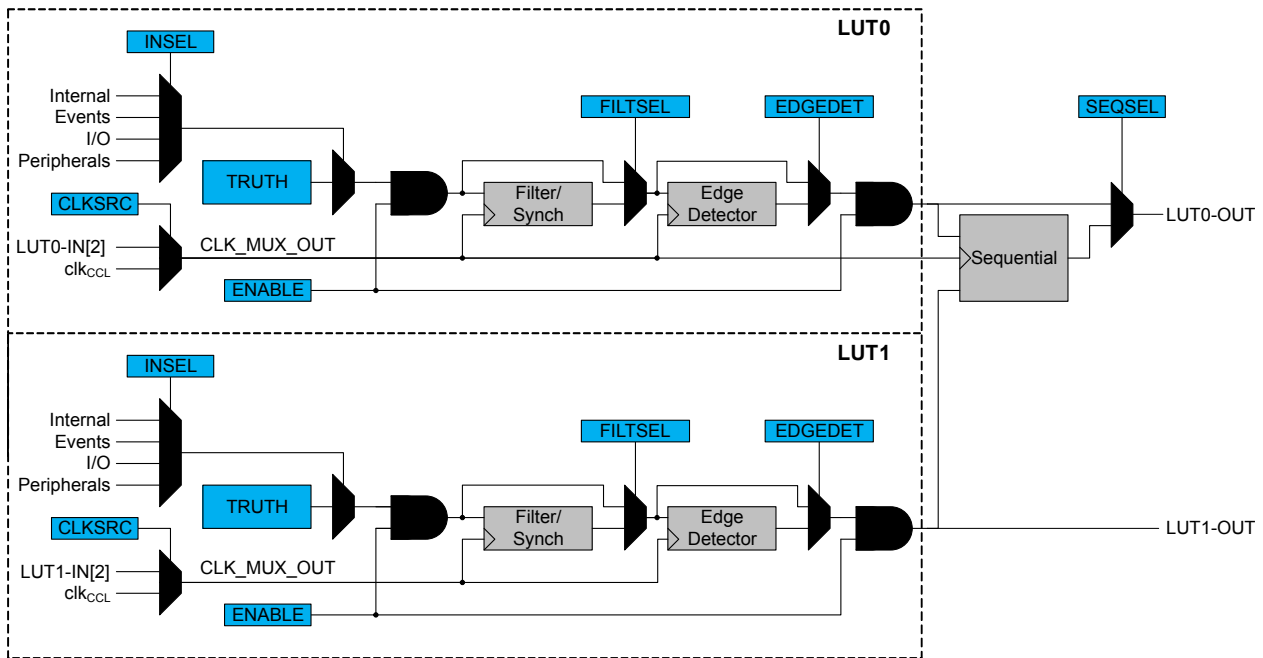 LUT0
INSEL
Internal
Events
I/O
Peripherals
FILTSEL
EDGEDET
SEQSEL
TRUTH
Filter/
Synch
Edge
Detector
CLKSRC
LUT0-IN[2]
clkCCL
CLK_MUX_OUT
ENABLE
Sequential
LUT0-OUT
LUT1
INSEL
Internal
Events
I/O
Peripherals
FILTSEL
EDGEDET
TRUTH
Filter/
Synch
Edge
Detector
CLKSRC
LUT1-IN[2]
clkCCL
CLK_MUX_OUT
ENABLE
LUT1-OUT